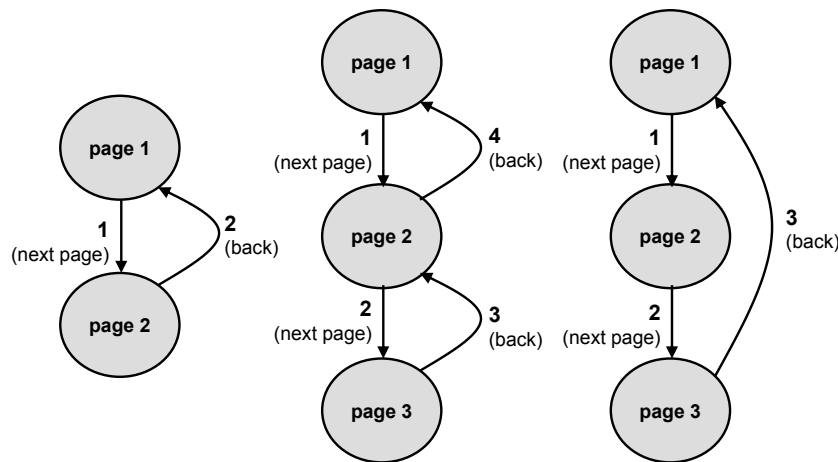 page 1
1
(next page)
2
(back)
page 2
page 1
1
(next page)
4
(back)
page 2
2
(next page)
3
(back)
page 3
page 1
1
(next page)
3
(back)
page 2
2
(next page)
page 3